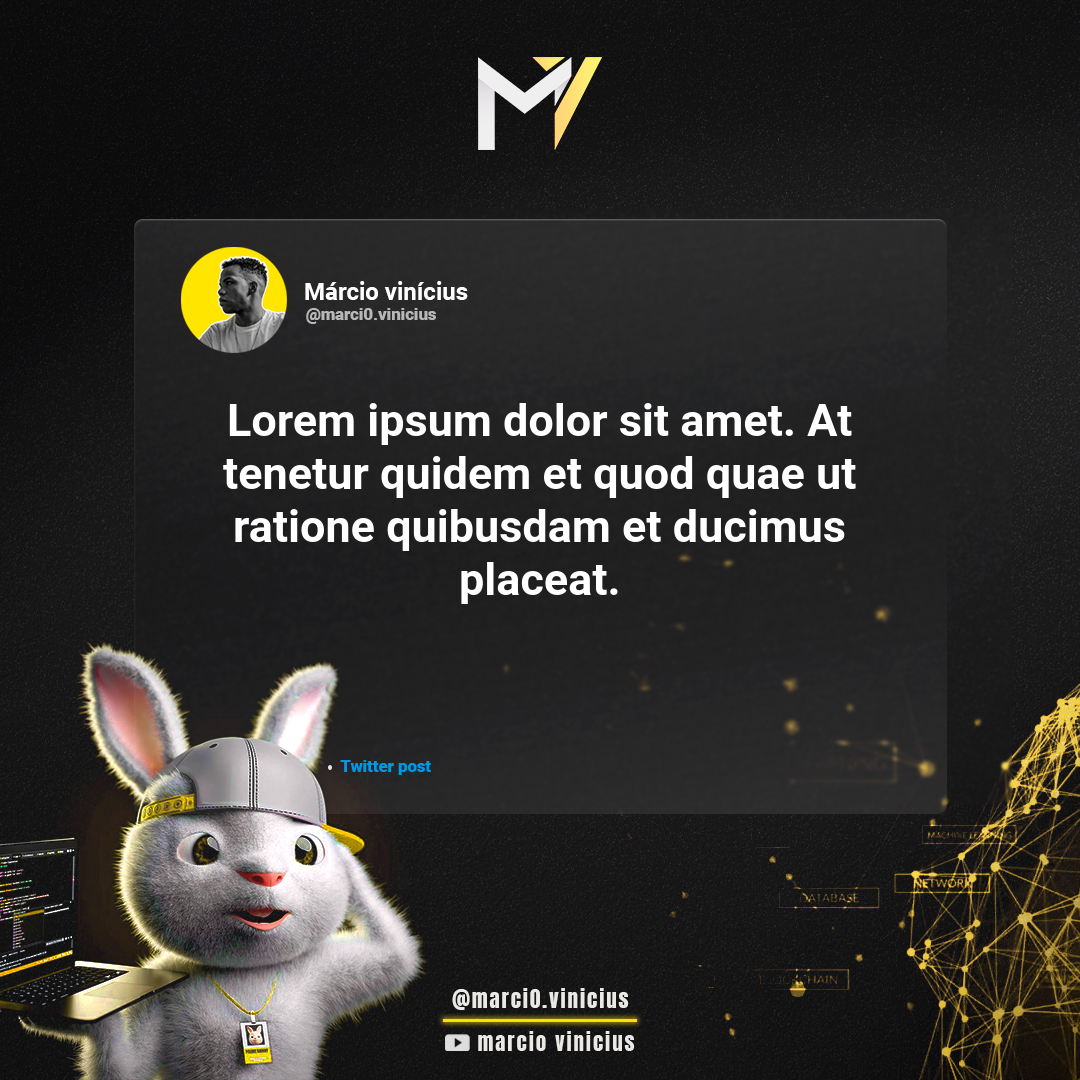 MV
Márcio vinícius
@marci0.vinicius
Lorem ipsum dolor sit amet. At
tenetur quidem et quod quae ut
ratione quibusdam et ducimus
placeat.
• Twitter post
MACHINE LEARNING
NETWORK
DATABASE
@marci0.vinicius
marcio vinicius